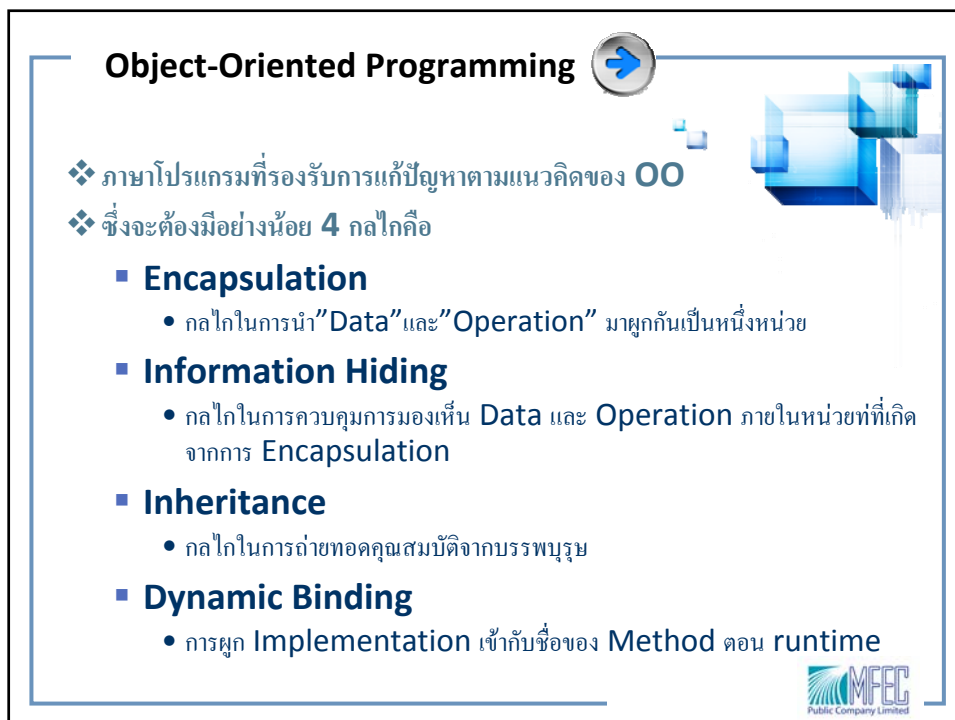 Object-Oriented Programming
ภาษาโปรแกรมที่รองรับการแก้ปัญหาตามแนวคิดของ OO
ซึ่งจะต้องมีอย่างน้อย 4 กลไกคือ
Encapsulation
กลไกในการนำ”Data”และ”Operation” มาผูกกันเป็นหนึ่งหน่วย
Information Hiding
กลไกในการควบคุมการมองเห็น Data และ Operation ภายในหน่วยท่ที่เกิด
จากการ Encapsulation
Inheritance
กลไกในการถ่ายทอดคุณสมบัติจากบรรพบุรุษ
Dynamic Binding
การผูก Implementation เข้ากับชื่อของ Method ตอน runtime
MFEC
Public Company Limited